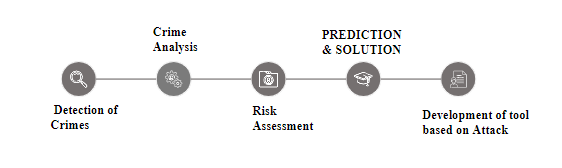 Detection of
Crimes
Crime
Analysis
Risk
Assessment
PREDICTION
& SOLUTION
Development of tool
based on Attack